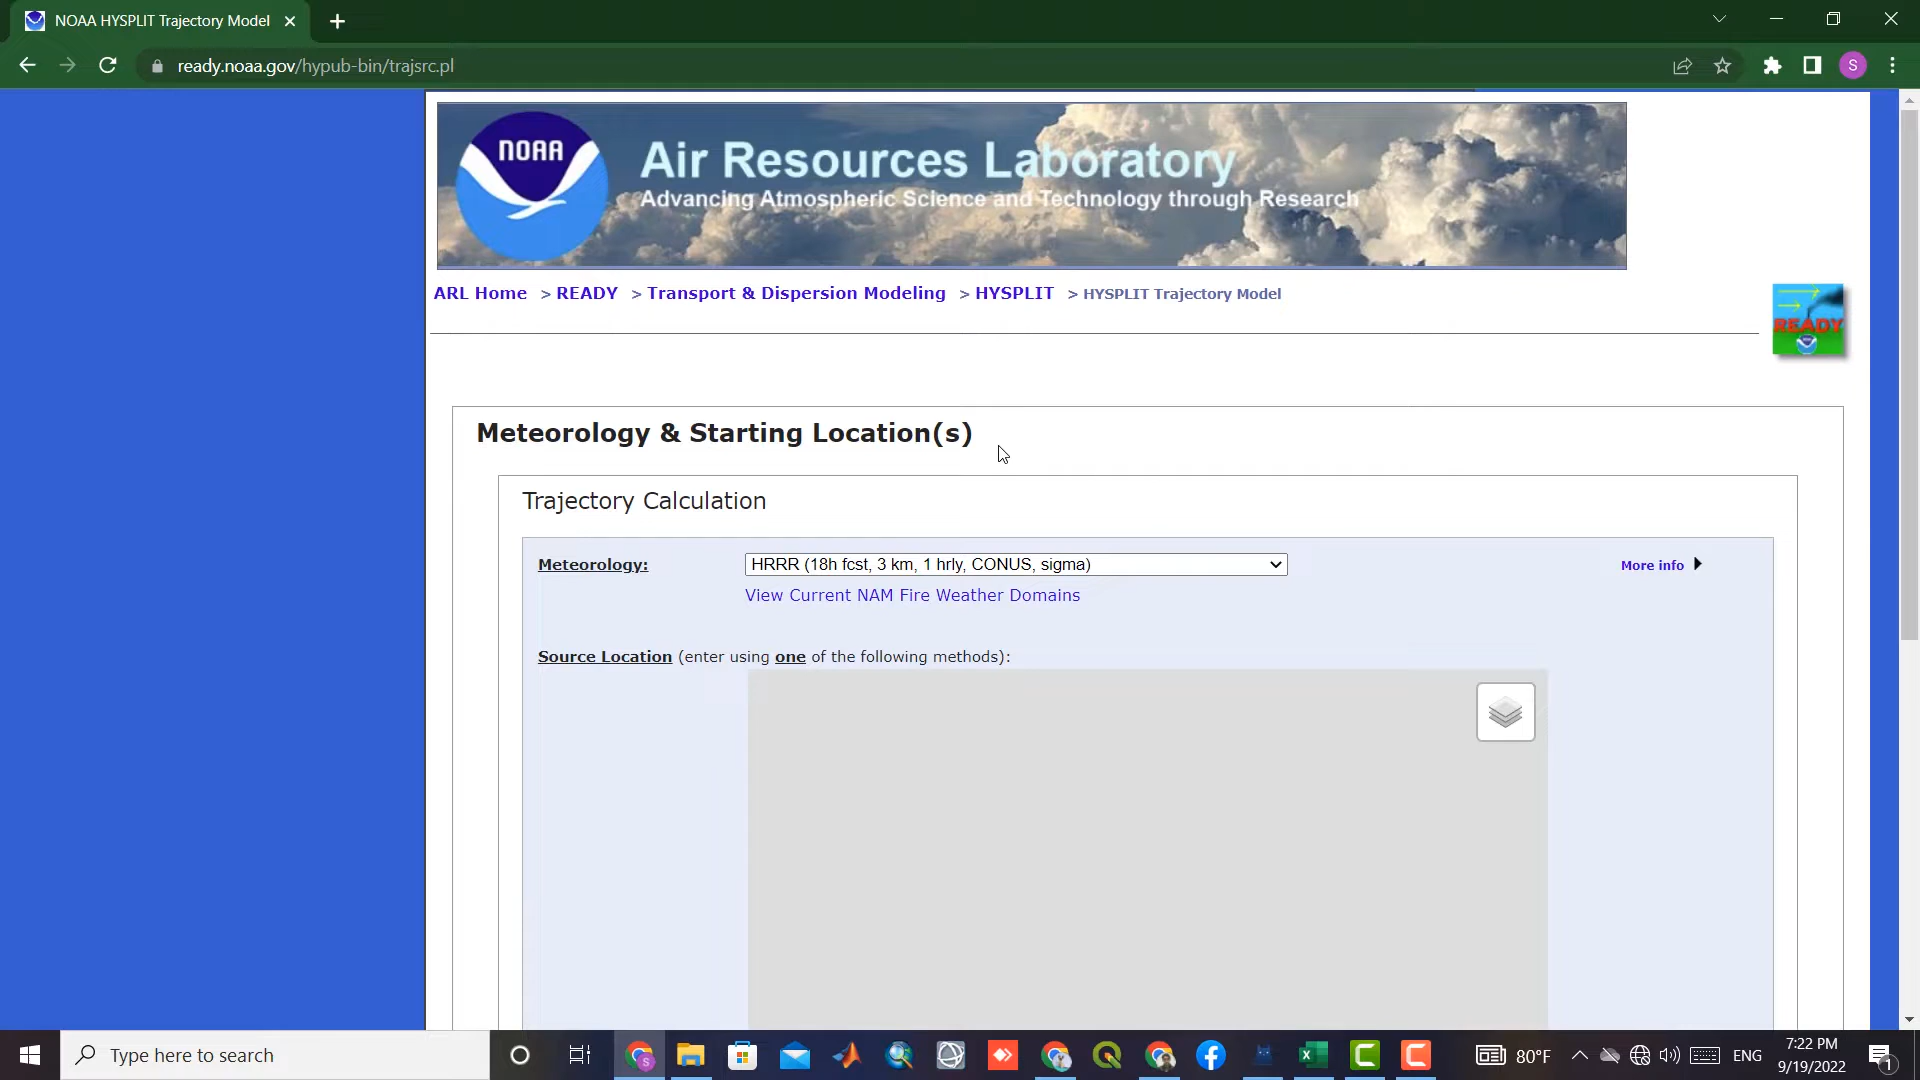 NOAA HYSPLIT Trajectory Model
ready.noaa.gov/hypub-bin/trajsrc.pl
S
NOAA
Air Resources Laboratory
Advancing Atmospheric Science and Technology through Research
ARL Home > READY > Transport & Dispersion Modeling > HYSPLIT > HYSPLIT Trajectory Model
READY
Meteorology & Starting Location(s)
Trajectory Calculation
Meteorology: HRRR (18h fcst, 3 km, 1 hrly, CONUS, sigma) More info
View Current NAM Fire Weather Domains
Source Location (enter using one of the following methods):
Type here to search
80°F
ENG
7:22 PM
9/19/2022
1